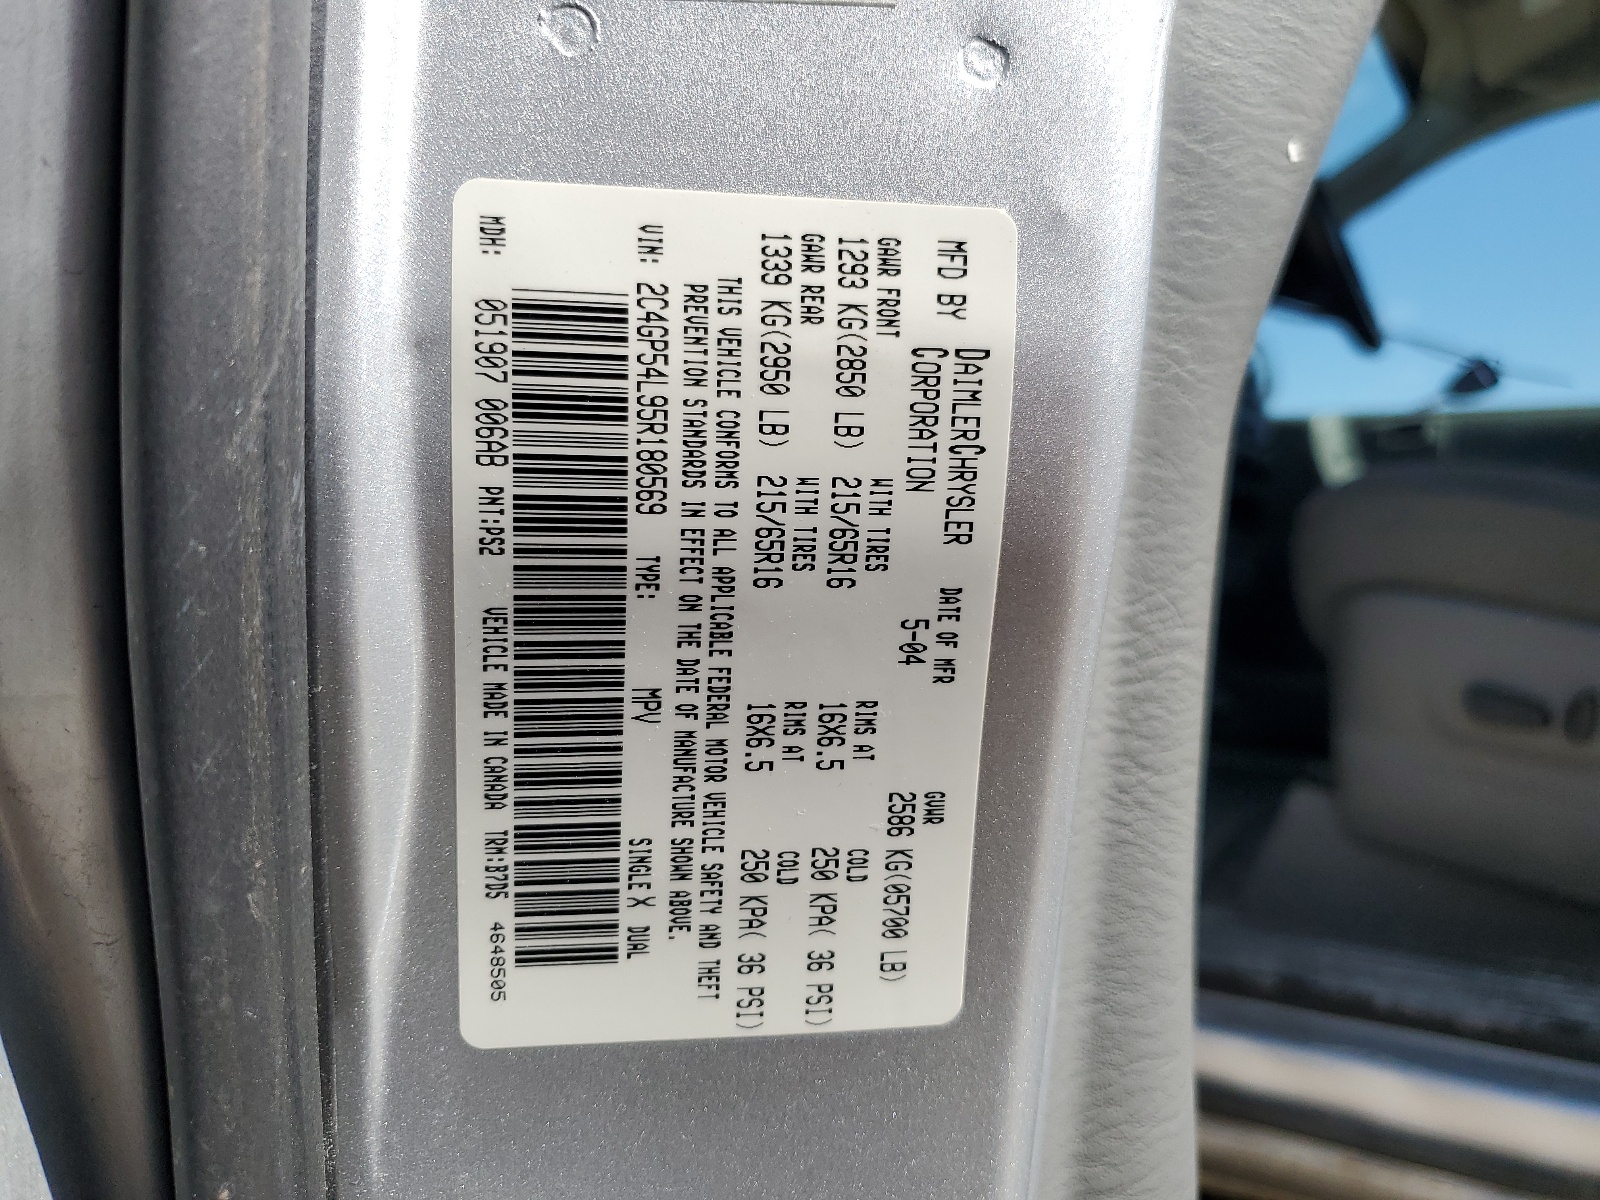 MFD BY DAIMLERCHRYSLER CORPORATION DATE OF MFR 5-04 GVWR 2586 KG(05700 LB)
GAWR FRONT WITH TIRES RIMS AT COLD
1293 KG(2850 LB) 215/65R16 16X6.5 250 KPA( 36 PSI)
GAWR REAR WITH TIRES RIMS AT COLD
1339 KG(2950 LB) 215/65R16 16X6.5 250 KPA( 36 PSI)
THIS VEHICLE CONFORMS TO ALL APPLICABLE FEDERAL MOTOR VEHICLE SAFETY AND THEFT
PREVENTION STANDARDS IN EFFECT ON THE DATE OF MANUFACTURE SHOWN ABOVE.
VIN: 2C4GP54L95R180569 TYPE: MPV SINGLE X DUAL
MDH: 051907 006AB PNT:PS2 VEHICLE MADE IN CANADA TRM:B7D5 4648505